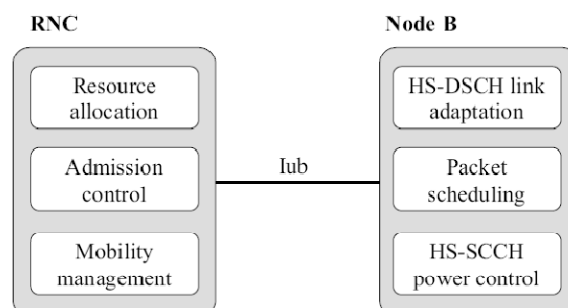 RNC
Resource
allocation
Admission
control
Mobility
management
Iub
Node B
HS-DSCH link
adaptation
Packet
scheduling
HS-SCCH
power control